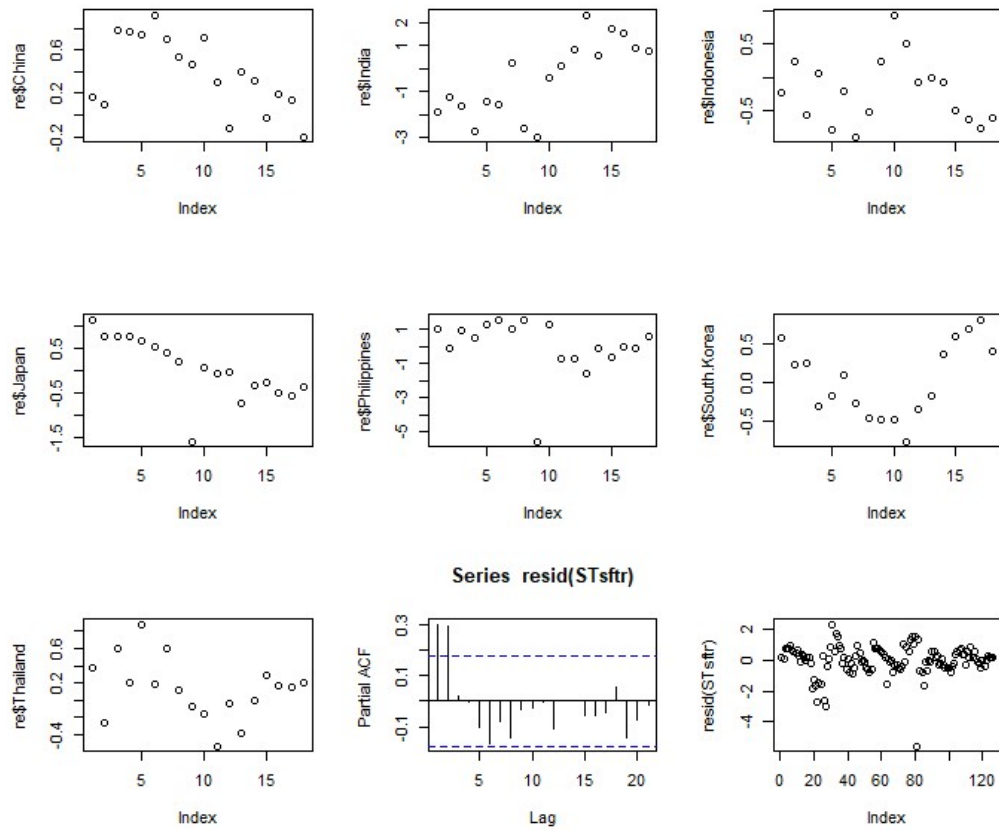 re$China
0.6
0.2
-0.2
5 10 15
Index
re$India
2
1
-1
-3
5 10 15
Index
re$Indonesia
0.5
-0.5
5 10 15
Index
re$Japan
0.5
-0.5
-1.5
5 10 15
Index
re$Philippines
1
-1
-3
-5
5 10 15
Index
re$South.Korea
0.5
0.0
-0.5
5 10 15
Index
re$Thailand
0.6
0.2
-0.4
5 10 15
Index
Series resid(STsftr)
Partial ACF
0.3
0.1
-0.1
5 10 15 20
Lag
resid(STsftr)
2
0
-2
-4
0 20 40 60 80 120
Index